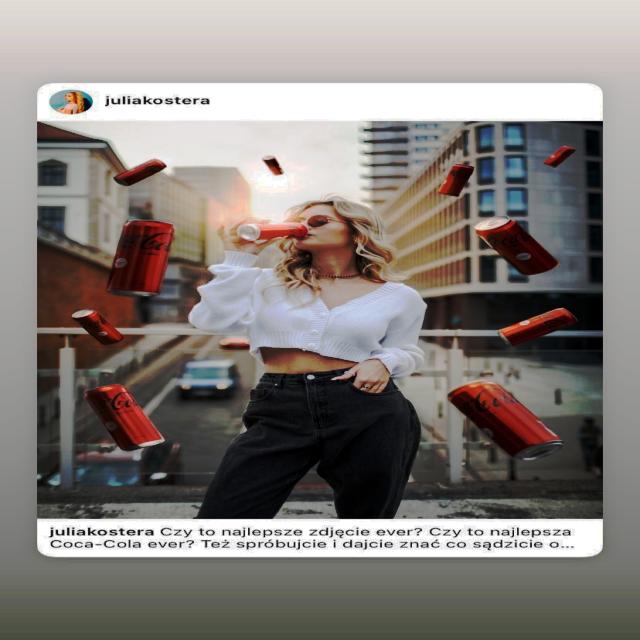 juliakostera
juliakostera Czy to najlepsze zdjęcie ever? Czy to najlepsza
Coca-Cola ever? Też spróbujcie i dajcie znać co sądzicie o...